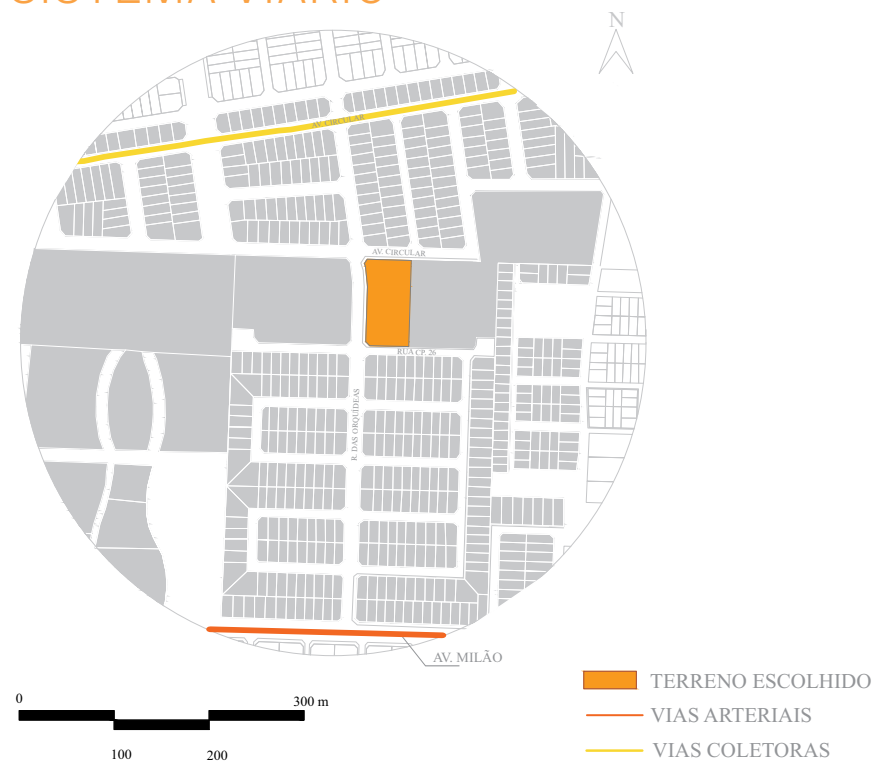 SISTEMA VIÁRIO
N
AV. CIRCULAR
AV. CIRCULAR
RUA CP. 26
R. DAS ORQUÍDEAS
AV. MILÃO
0
300 m
100
200
TERRENO ESCOLHIDO
VIAS ARTERIAIS
VIAS COLETORAS